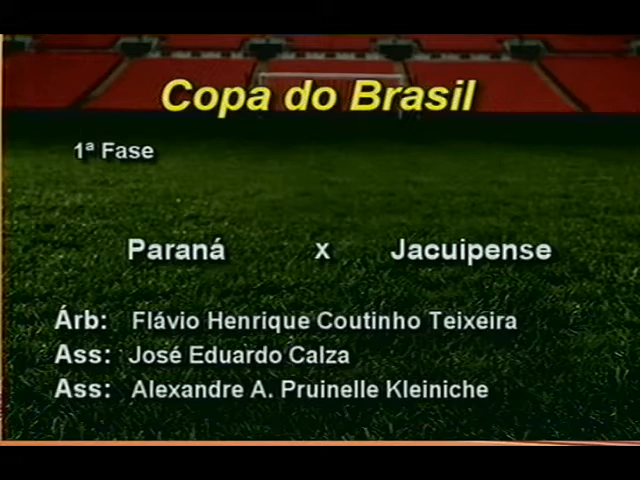 Copa do Brasil
1ª Fase
Paraná x Jacuipense
Árb: Flávio Henrique Coutinho Teixeira
Ass: José Eduardo Calza
Ass: Alexandre A. Pruinelle Kleiniche